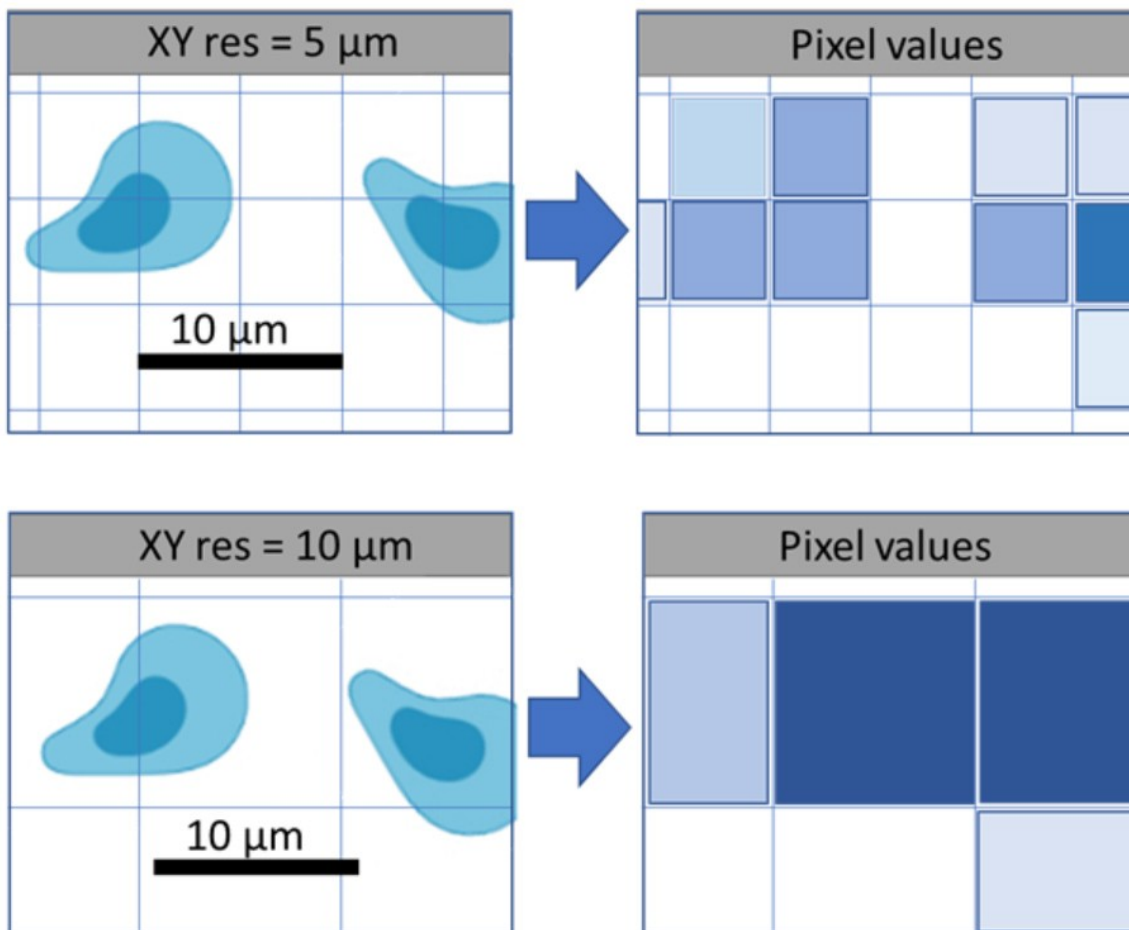 XY res = 5 µm
Pixel values
10 µm
XY res = 10 µm
Pixel values
10 µm